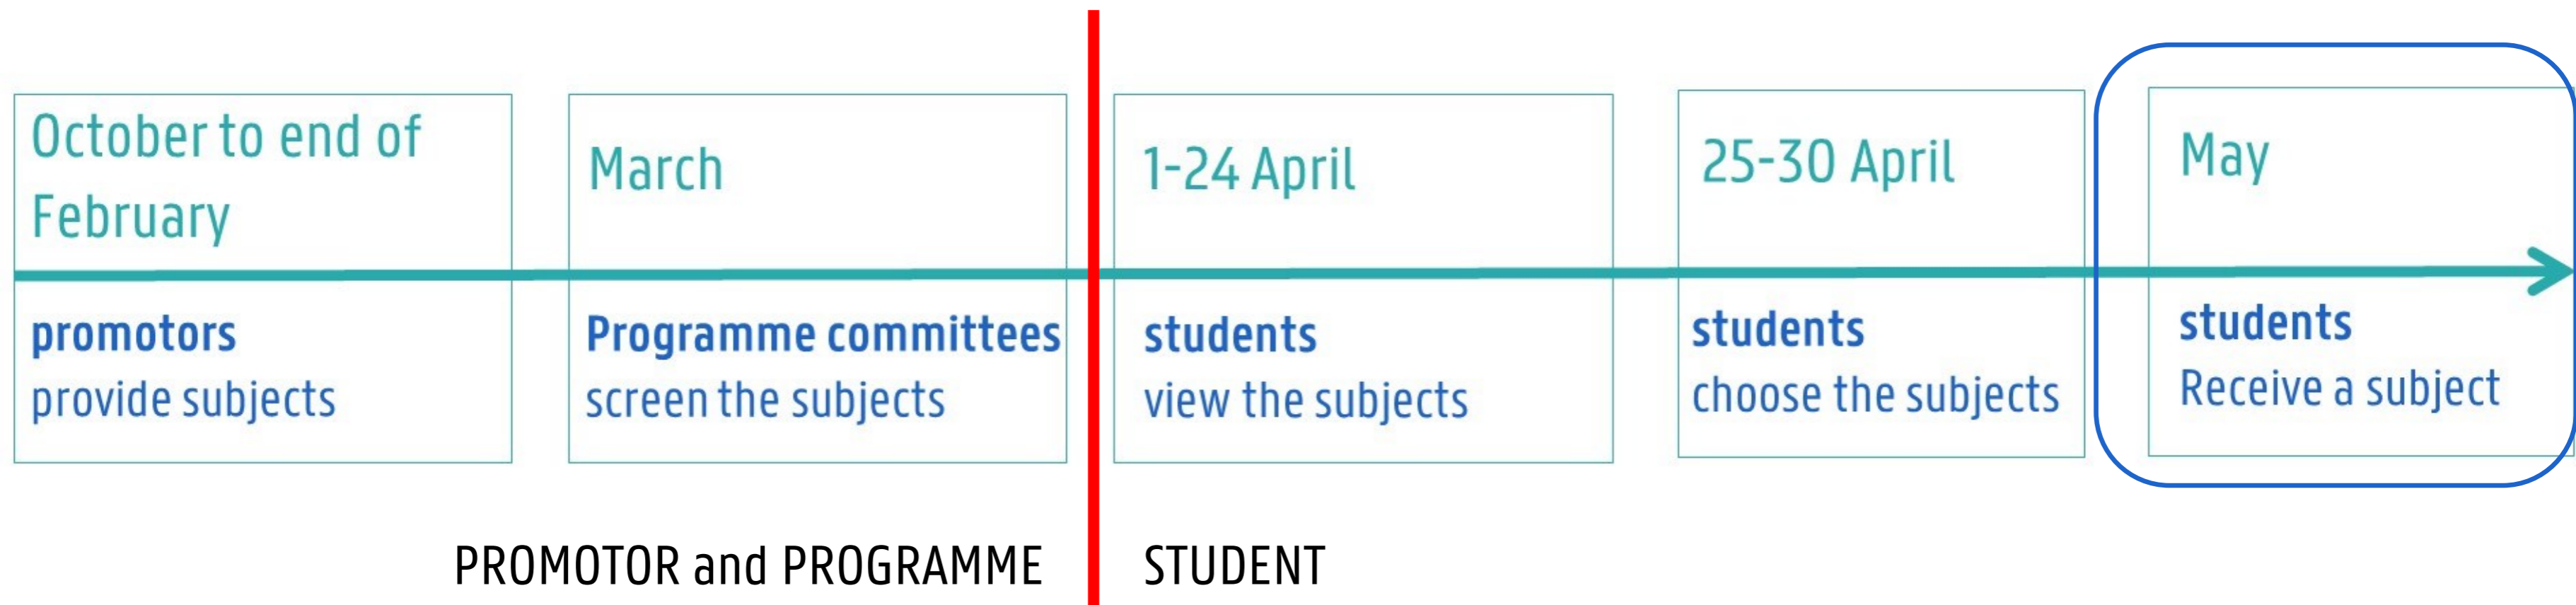 October to end of
February
promotors
provide subjects
March
Programme committees
screen the subjects
1-24 April
students
view the subjects
25-30 April
students
choose the subjects
May
students
Receive a subject
PROMOTOR and PROGRAMME
STUDENT